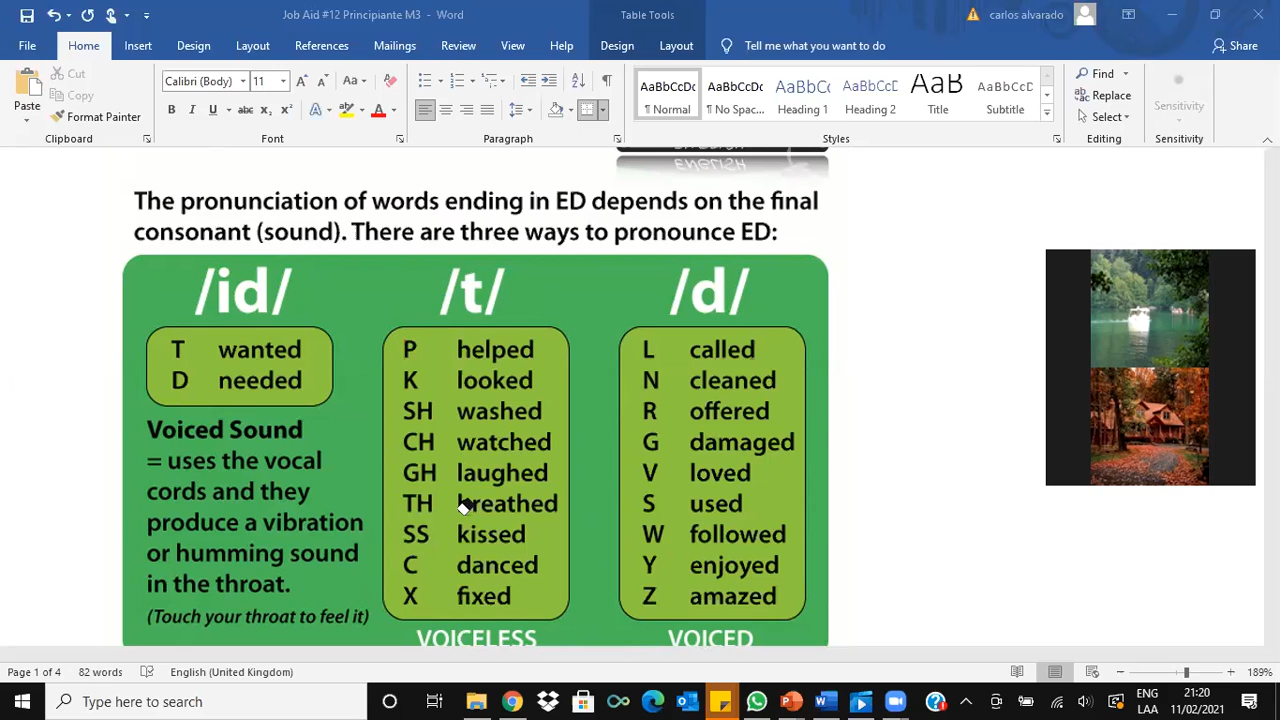 Job Aid #12 Principiante M3 - Word
Table Tools
carlos alvarado
File Home Insert Design Layout References Mailings Review View Help Design Layout Tell me what you want to do Share
Paste
Cut
Copy
Format Painter
Clipboard
Calibri (Body) 11
B I U abc x₂ x²
Font
Paragraph
AaBbCcDc AaBbCcDc AaBbC AaBbCcD AaB AaBbCcD
¶ Normal ¶ No Spac... Heading 1 Heading 2 Title Subtitle
Styles
Find
Replace
Select
Editing
Sensitivity
Sensitivity
ENGLISH
The pronunciation of words ending in ED depends on the final
consonant (sound). There are three ways to pronounce ED:
/id/ /t/ /d/
T wanted
D needed
Voiced Sound
= uses the vocal
cords and they
produce a vibration
or humming sound
in the throat.
(Touch your throat to feel it)
P helped
K looked
SH washed
CH watched
GH laughed
TH breathed
SS kissed
C danced
X fixed
VOICELESS
L called
N cleaned
R offered
G damaged
V loved
S used
W followed
Y enjoyed
Z amazed
VOICED
Page 1 of 4 82 words English (United Kingdom) 189%
Type here to search
ENG
LAA
21:20
11/02/2021